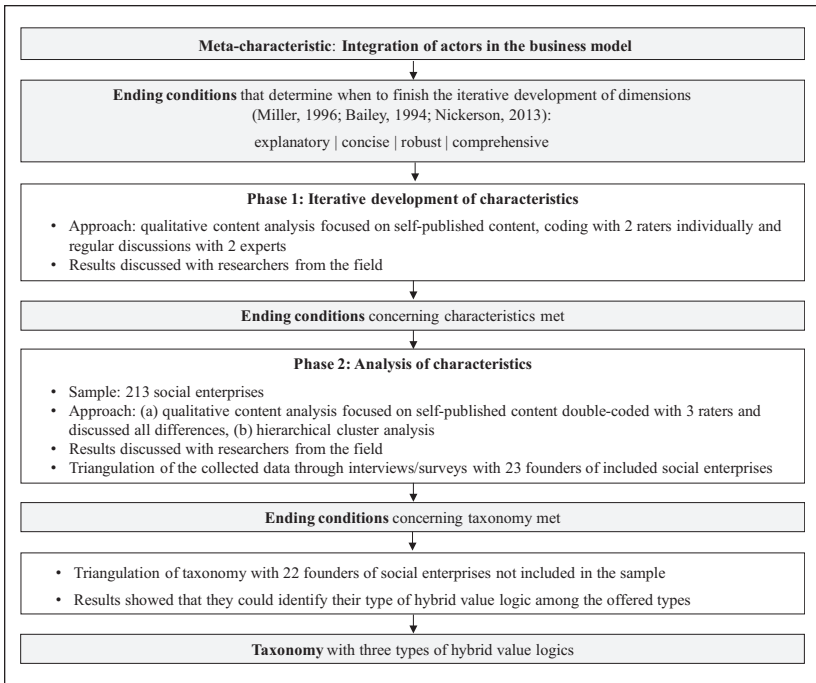 Meta-characteristic: Integration of actors in the business model
Ending conditions that determine when to finish the iterative development of dimensions
(Miller, 1996; Bailey, 1994; Nickerson, 2013):
explanatory | concise | robust | comprehensive
Phase 1: Iterative development of characteristics
• Approach: qualitative content analysis focused on self-published content, coding with 2 raters individually and
regular discussions with 2 experts
• Results discussed with researchers from the field
Ending conditions concerning characteristics met
Phase 2: Analysis of characteristics
• Sample: 213 social enterprises
• Approach: (a) qualitative content analysis focused on self-published content double-coded with 3 raters and
discussed all differences, (b) hierarchical cluster analysis
• Results discussed with researchers from the field
• Triangulation of the collected data through interviews/surveys with 23 founders of included social enterprises
Ending conditions concerning taxonomy met
• Triangulation of taxonomy with 22 founders of social enterprises not included in the sample
• Results showed that they could identify their type of hybrid value logic among the offered types
Taxonomy with three types of hybrid value logics